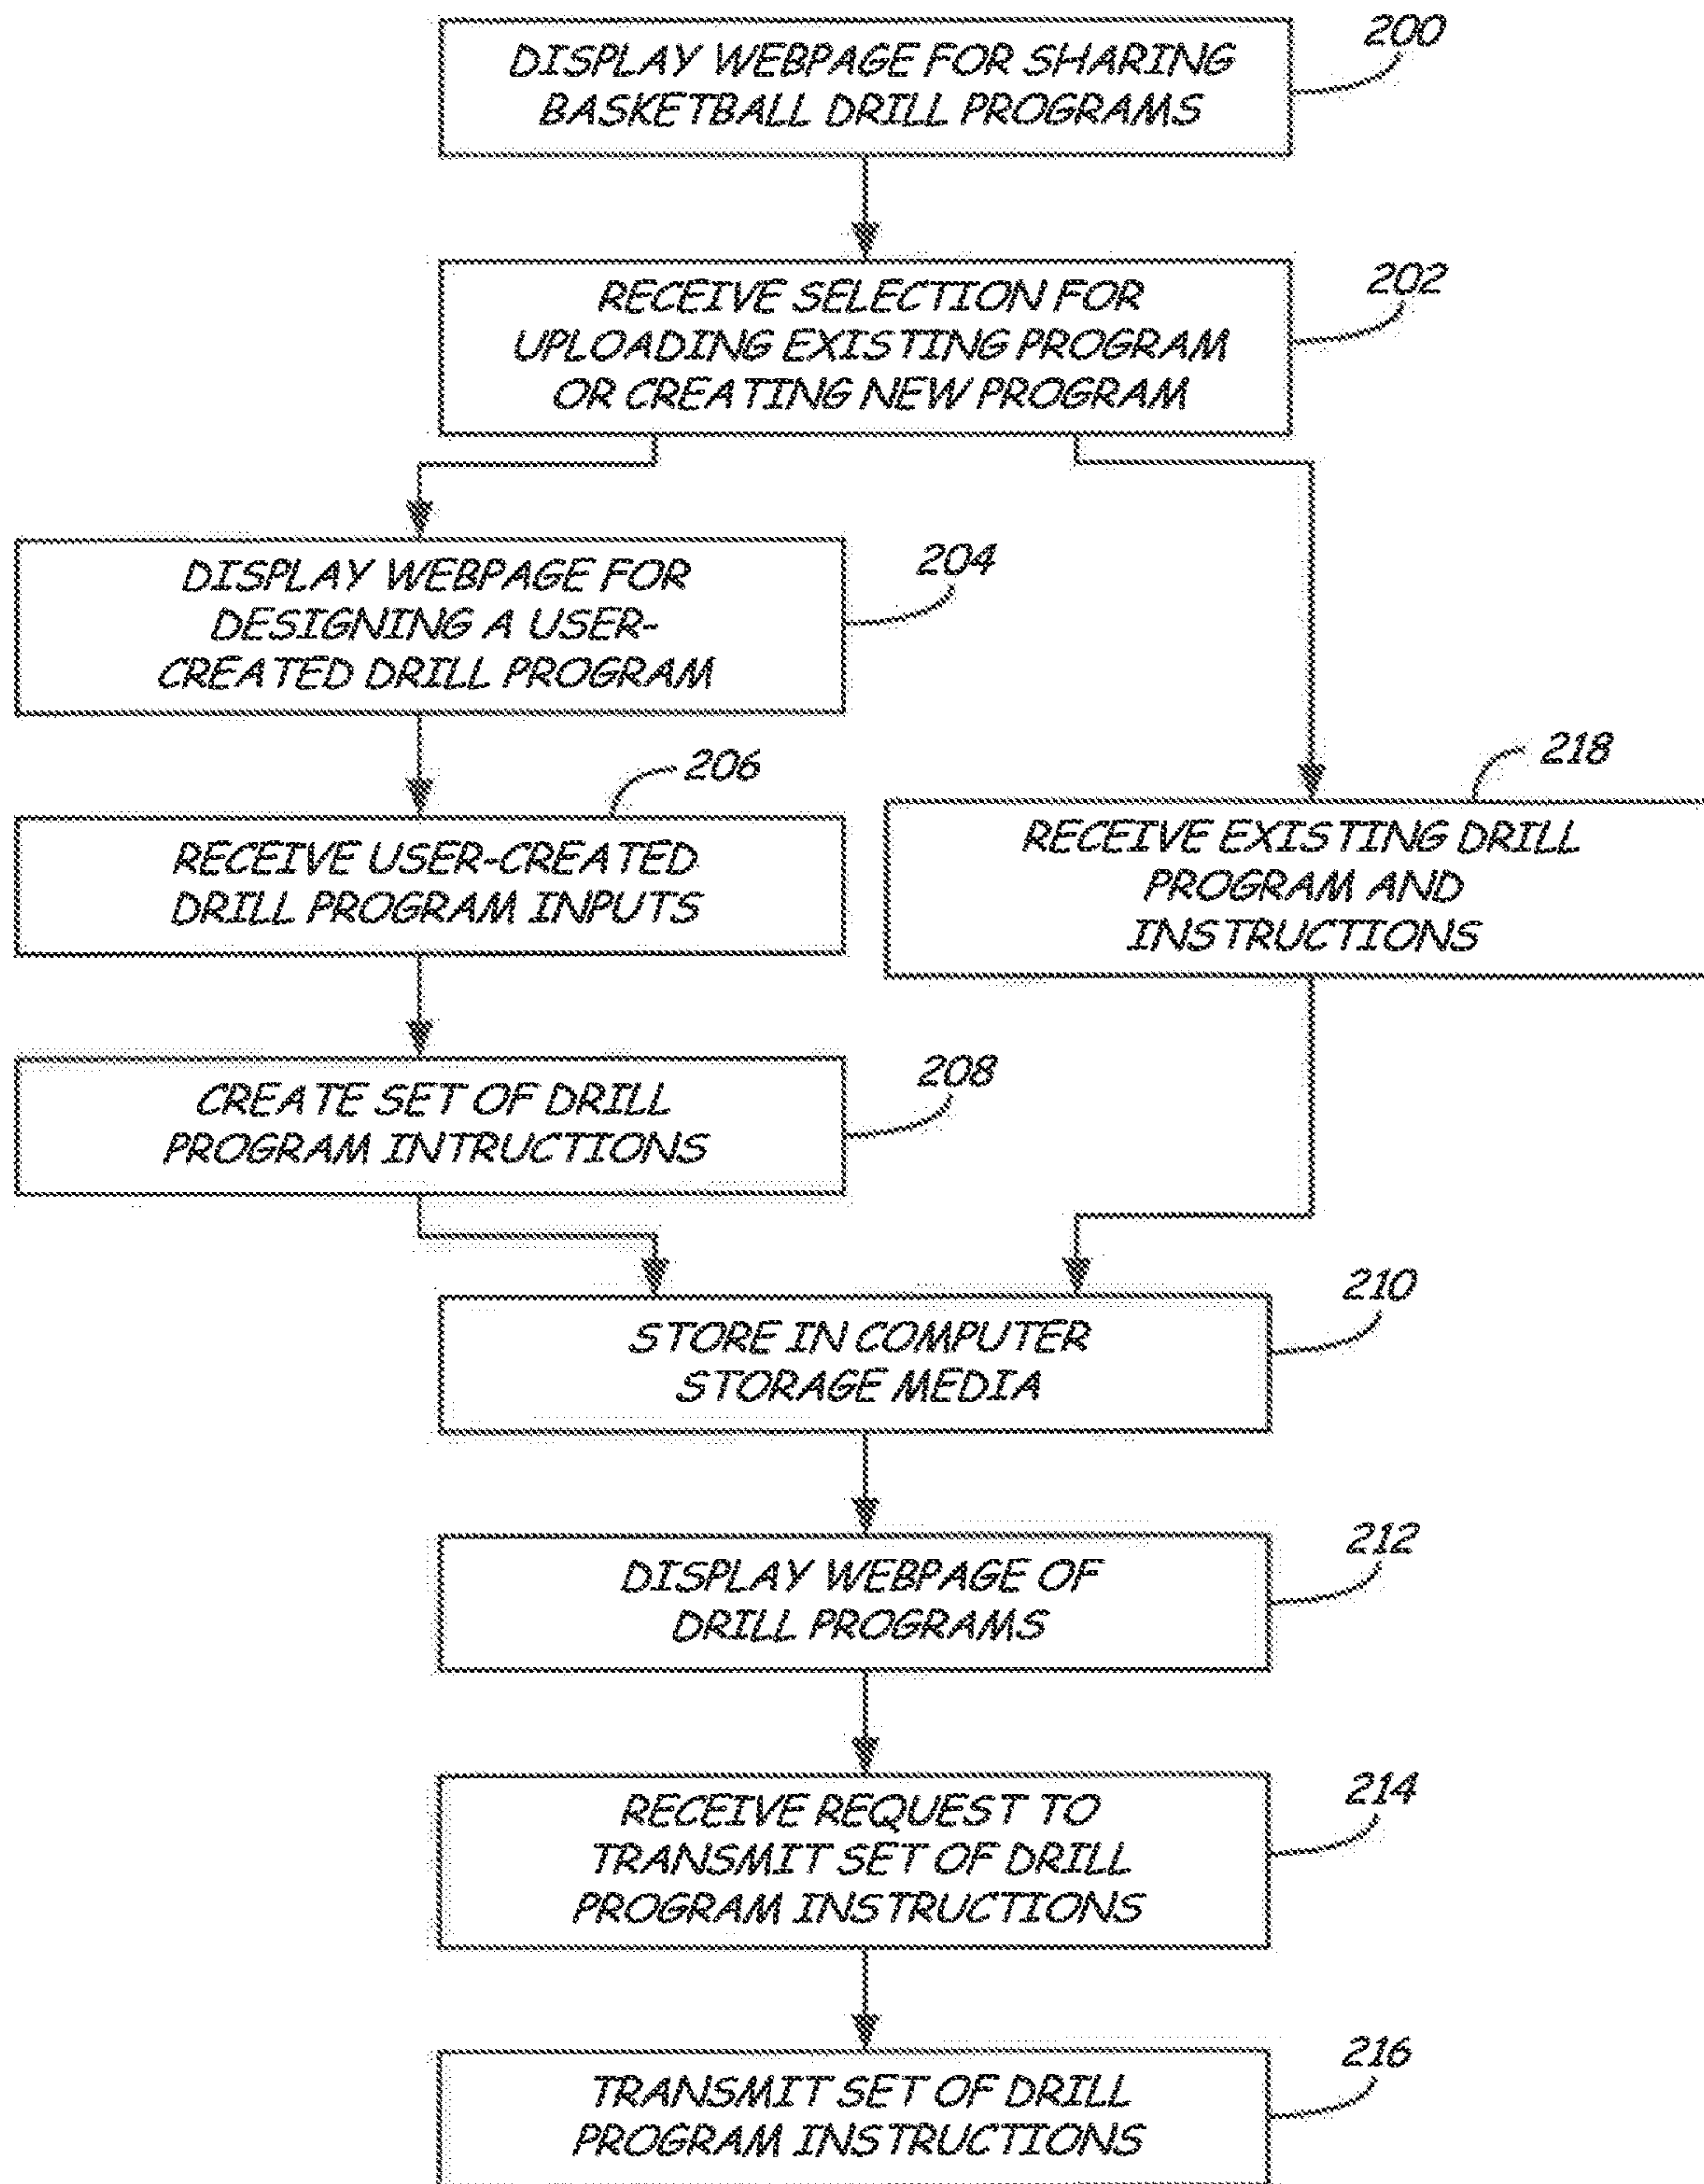 200
DISPLAY WEBPAGE FOR SHARING
BASKETBALL DRILL PROGRAMS
202
RECEIVE SELECTION FOR
UPLOADING EXISTING PROGRAM
OR CREATING NEW PROGRAM
204
DISPLAY WEBPAGE FOR
DESIGNING A USER-
CREATED DRILL PROGRAM
206
RECEIVE USER-CREATED
DRILL PROGRAM INPUTS
218
RECEIVE EXISTING DRILL
PROGRAM AND
INSTRUCTIONS
208
CREATE SET OF DRILL
PROGRAM INTRUCTIONS
210
STORE IN COMPUTER
STORAGE MEDIA
212
DISPLAY WEBPAGE OF
DRILL PROGRAMS
214
RECEIVE REQUEST TO
TRANSMIT SET OF DRILL
PROGRAM INSTRUCTIONS
216
TRANSMIT SET OF DRILL
PROGRAM INSTRUCTIONS